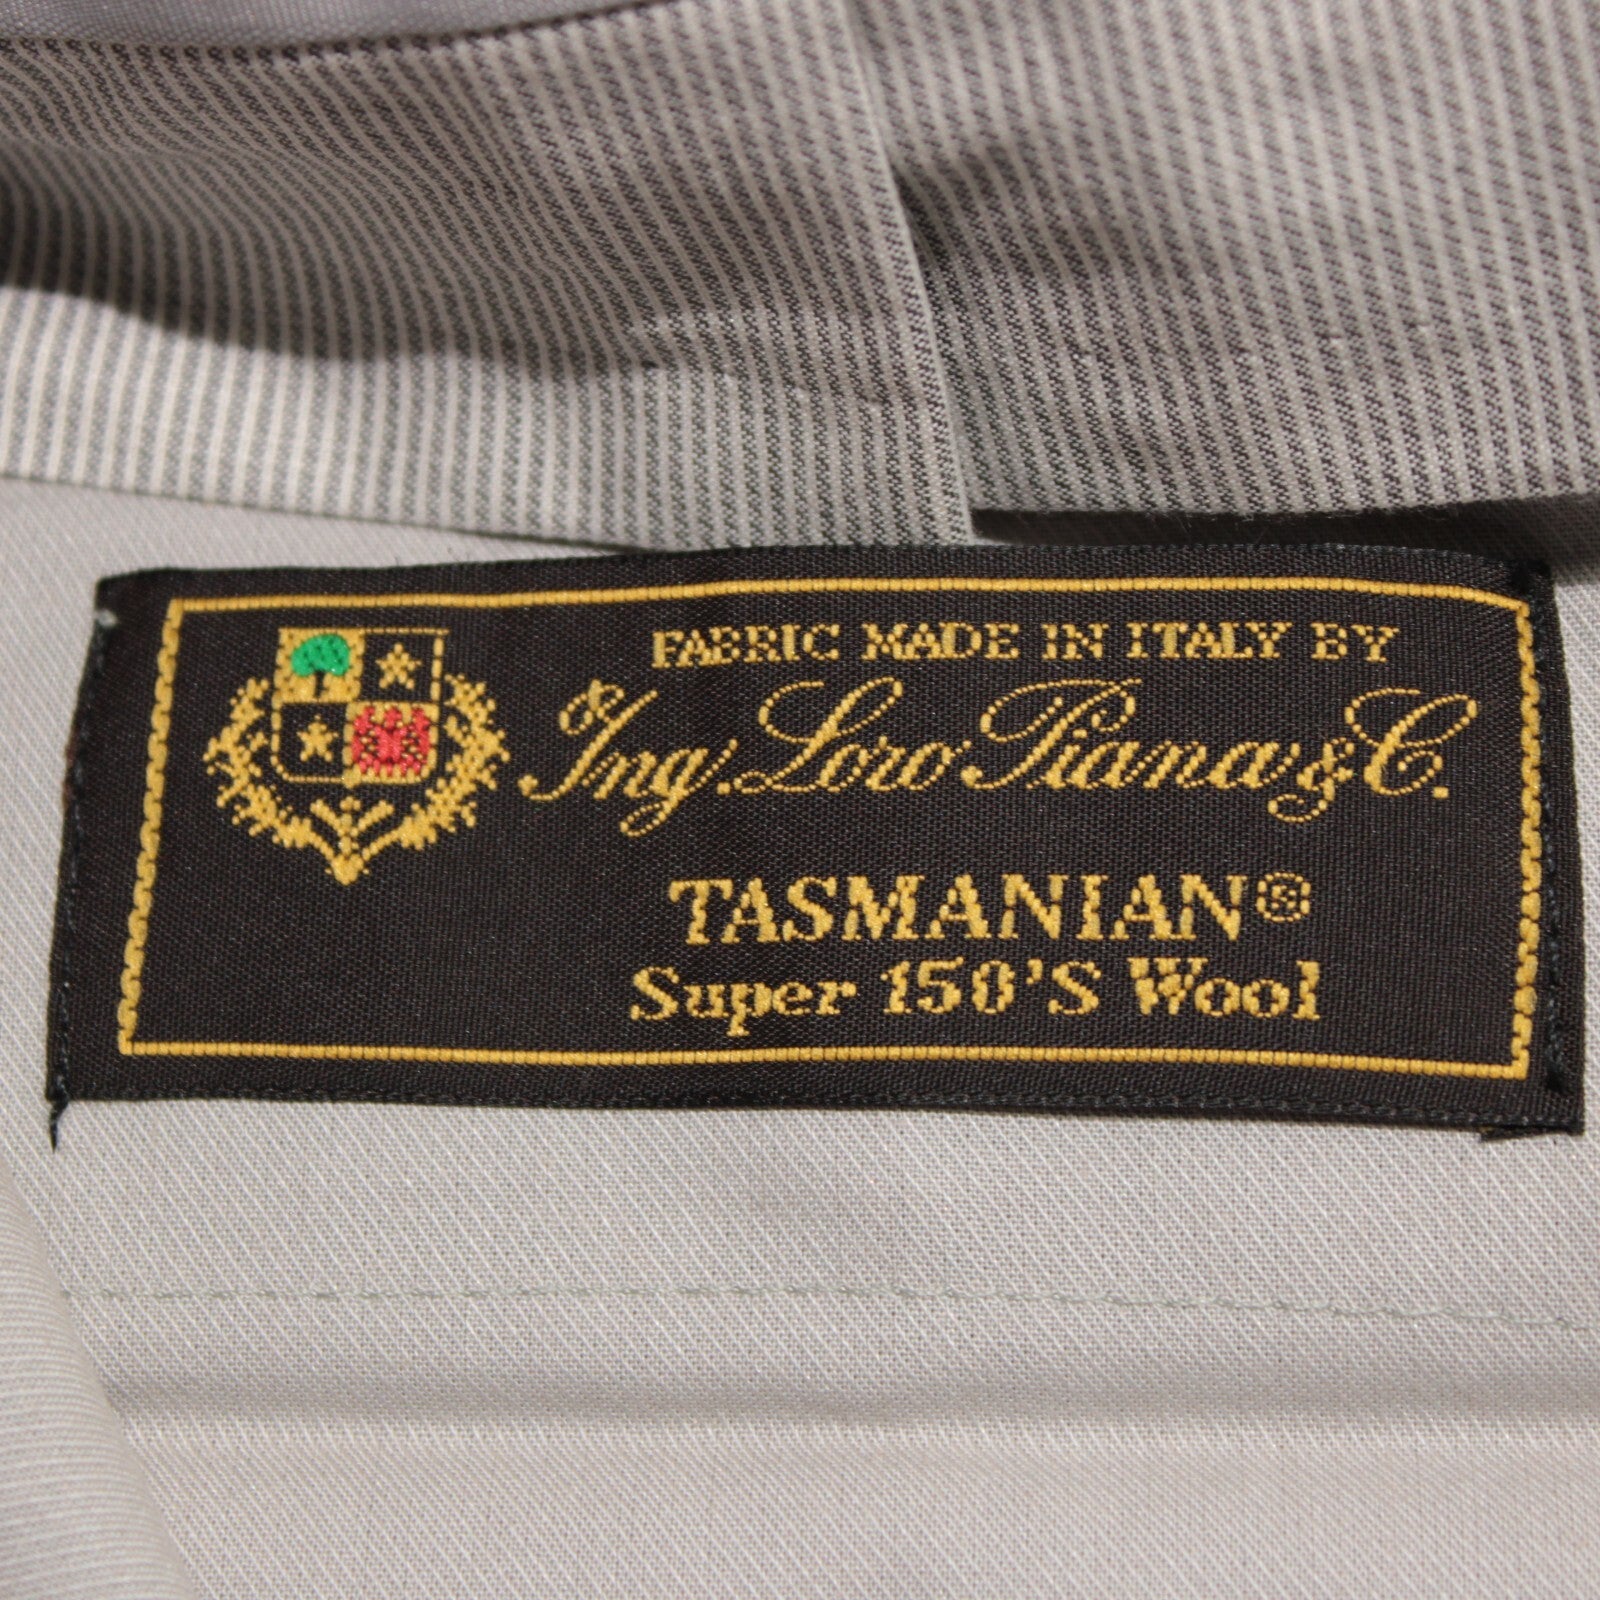 FABRIC MADE IN ITALY BY
Ing. Loro Piana & C.
TASMANIAN®
Super 150'S Wool